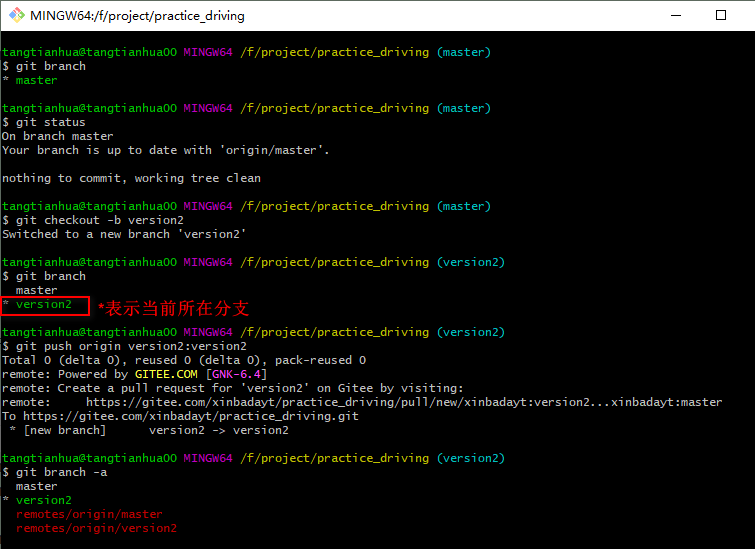 MINGW64:/f/project/practice_driving
tangtianhua@tangtianhua00 MINGW64 /f/project/practice_driving (master)
$ git branch
* master
tangtianhua@tangtianhua00 MINGW64 /f/project/practice_driving (master)
$ git status
On branch master
Your branch is up to date with 'origin/master'.
nothing to commit, working tree clean
tangtianhua@tangtianhua00 MINGW64 /f/project/practice_driving (master)
$ git checkout -b version2
Switched to a new branch 'version2'
tangtianhua@tangtianhua00 MINGW64 /f/project/practice_driving (version2)
$ git branch
  master
* version2 *表示当前所在分支
tangtianhua@tangtianhua00 MINGW64 /f/project/practice_driving (version2)
$ git push origin version2:version2
Total 0 (delta 0), reused 0 (delta 0), pack-reused 0
remote: Powered by GITEE.COM [GNK-6.4]
remote: Create a pull request for 'version2' on Gitee by visiting:
remote:     https://gitee.com/xinbadayt/practice_driving/pull/new/xinbadayt:version2...xinbadayt:master
To https://gitee.com/xinbadayt/practice_driving.git
 * [new branch]      version2 -> version2
tangtianhua@tangtianhua00 MINGW64 /f/project/practice_driving (version2)
$ git branch -a
  master
* version2
  remotes/origin/master
  remotes/origin/version2